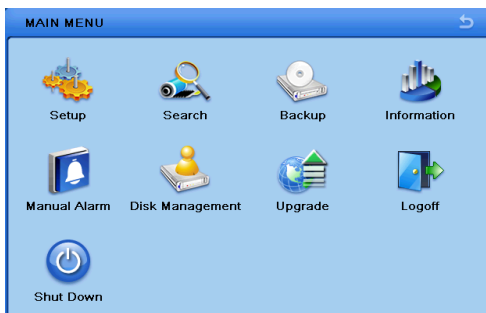 MAIN MENU
Setup
Search
Backup
Information
Manual Alarm
Disk Management
Upgrade
Logoff
Shut Down